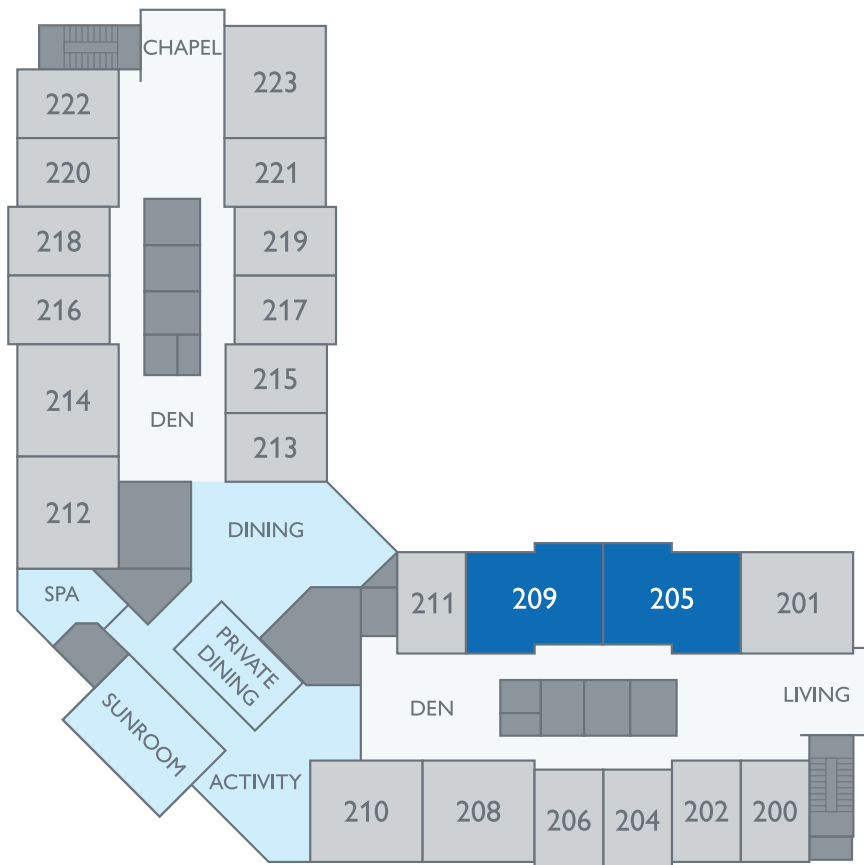 CHAPEL
223
222
220
221
218
219
216
217
215
214
DEN
213
212
DINING
SPA
211
209
205
201
PRIVATE
DINING
SUNROOM
DEN
LIVING
ACTIVITY
210
208
206
204
202
200